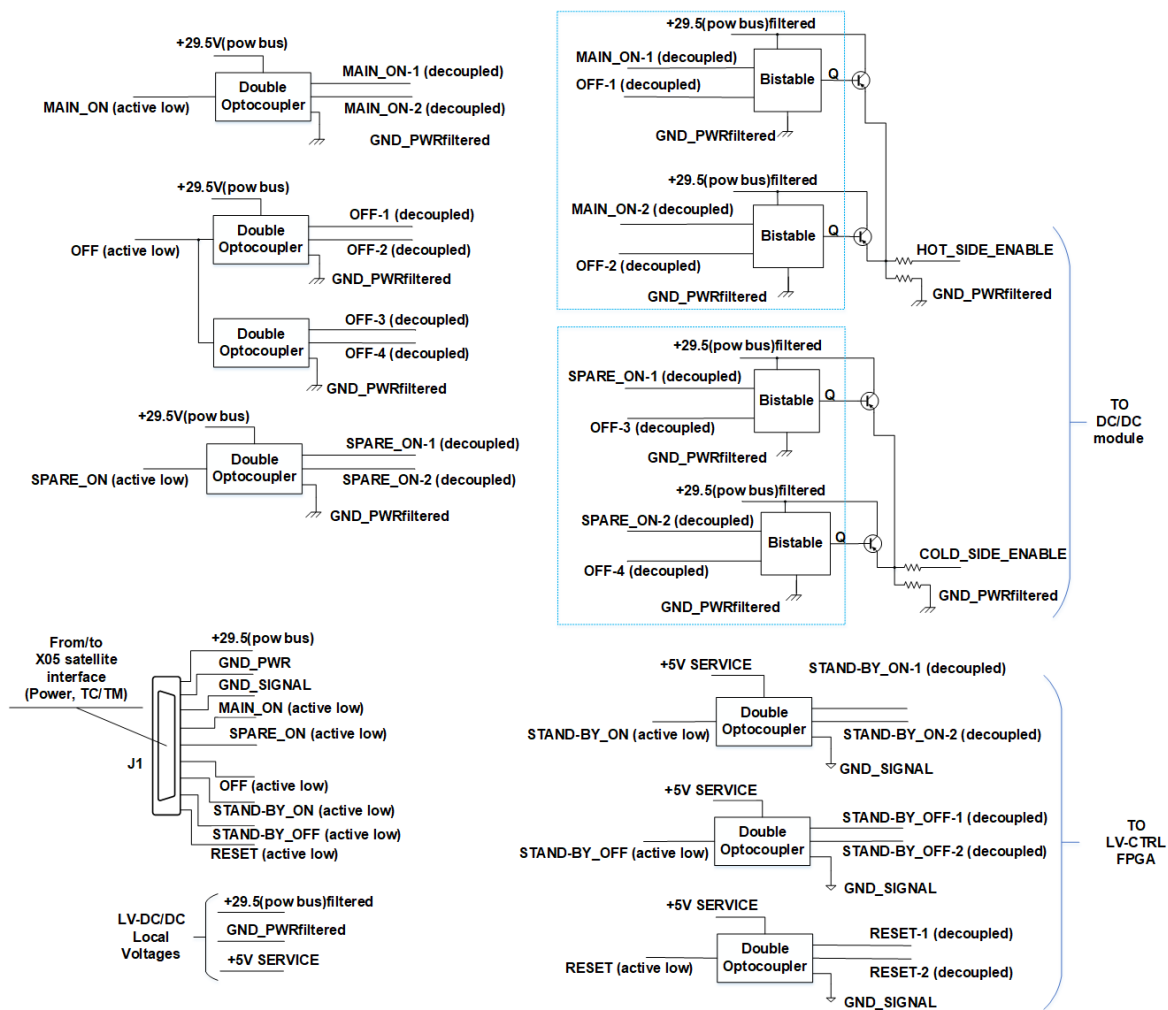 +29.5V(pow bus)
MAIN_ON (active low)
Double
Optocoupler
MAIN_ON-1 (decoupled)
MAIN_ON-2 (decoupled)
GND_PWRfiltered
+29.5V(pow bus)
OFF (active low)
Double
Optocoupler
OFF-1 (decoupled)
OFF-2 (decoupled)
GND_PWRfiltered
Double
Optocoupler
OFF-3 (decoupled)
OFF-4 (decoupled)
GND_PWRfiltered
+29.5V(pow bus)
SPARE_ON (active low)
Double
Optocoupler
SPARE_ON-1 (decoupled)
SPARE_ON-2 (decoupled)
GND_PWRfiltered
+29.5(pow bus)filtered
MAIN_ON-1 (decoupled)
OFF-1 (decoupled)
Bistable
Q
GND_PWRfiltered
+29.5(pow bus)filtered
MAIN_ON-2 (decoupled)
OFF-2 (decoupled)
Bistable
Q
GND_PWRfiltered
HOT_SIDE_ENABLE
GND_PWRfiltered
+29.5(pow bus)filtered
SPARE_ON-1 (decoupled)
OFF-3 (decoupled)
Bistable
Q
GND_PWRfiltered
+29.5(pow bus)filtered
SPARE_ON-2 (decoupled)
OFF-4 (decoupled)
Bistable
Q
GND_PWRfiltered
COLD_SIDE_ENABLE
GND_PWRfiltered
TO
DC/DC
module
From/to
X05 satellite
interface
(Power, TC/TM)
J1
+29.5(pow bus)
GND_PWR
GND_SIGNAL
MAIN_ON (active low)
SPARE_ON (active low)
OFF (active low)
STAND-BY_ON (active low)
STAND-BY_OFF (active low)
RESET (active low)
LV-DC/DC
Local
Voltages
+29.5(pow bus)filtered
GND_PWRfiltered
+5V SERVICE
+5V SERVICE
STAND-BY_ON (active low)
Double
Optocoupler
STAND-BY_ON-1 (decoupled)
STAND-BY_ON-2 (decoupled)
GND_SIGNAL
+5V SERVICE
STAND-BY_OFF (active low)
Double
Optocoupler
STAND-BY_OFF-1 (decoupled)
STAND-BY_OFF-2 (decoupled)
GND_SIGNAL
+5V SERVICE
RESET (active low)
Double
Optocoupler
RESET-1 (decoupled)
RESET-2 (decoupled)
GND_SIGNAL
TO
LV-CTRL
FPGA